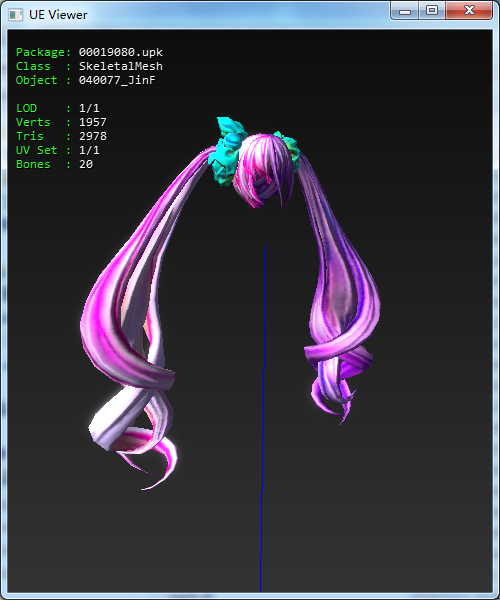 UE Viewer
Package: 00019080.upk
Class  : SkeletalMesh
Object : 040077_JinF
LOD    : 1/1
Verts  : 1957
Tris   : 2978
UV Set : 1/1
Bones  : 20